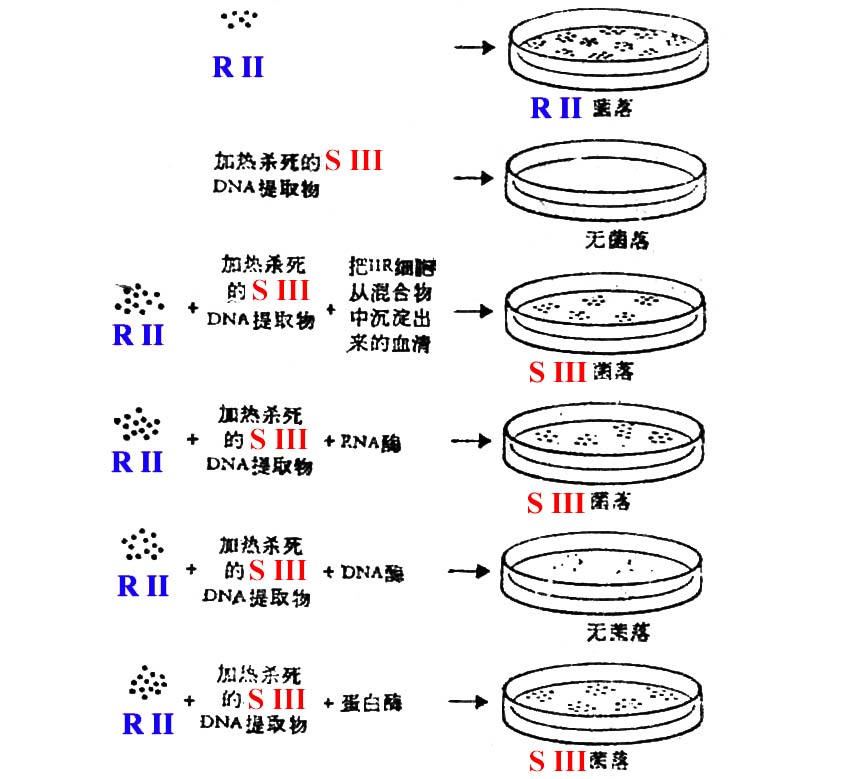 R II
R II 菌落
加热杀死的 S III
DNA提取物
无菌落
R II
+
加热杀死
的 S III
DNA提取物
+
把IIR细胞
从混合物
中沉淀出
来的血清
S III 菌落
R II
+
加热杀死
的 S III
DNA提取物
+ RNA酶
S III 菌落
R II
+
加热杀死
的 S III
DNA提取物
+ DNA酶
无菌落
R II
+
加热杀死
的 S III
DNA提取物
+ 蛋白酶
S III 菌落